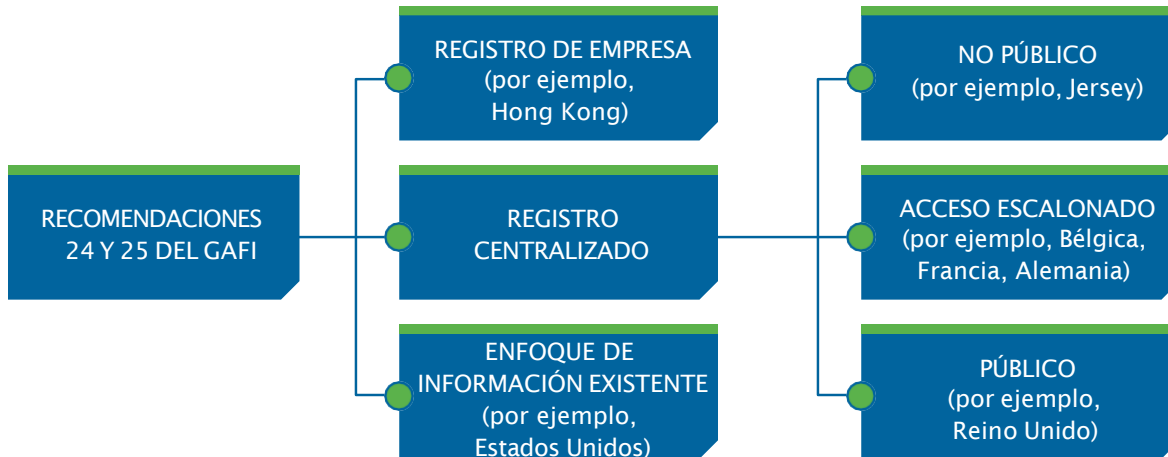 RECOMENDACIONES
24 Y 25 DEL GAFI
REGISTRO DE EMPRESA
(por ejemplo,
Hong Kong)
REGISTRO
CENTRALIZADO
ENFOQUE DE
INFORMACIÓN EXISTENTE
(por ejemplo,
Estados Unidos)
NO PÚBLICO
(por ejemplo, Jersey)
ACCESO ESCALONADO
(por ejemplo, Bélgica,
Francia, Alemania)
PÚBLICO
(por ejemplo,
Reino Unido)